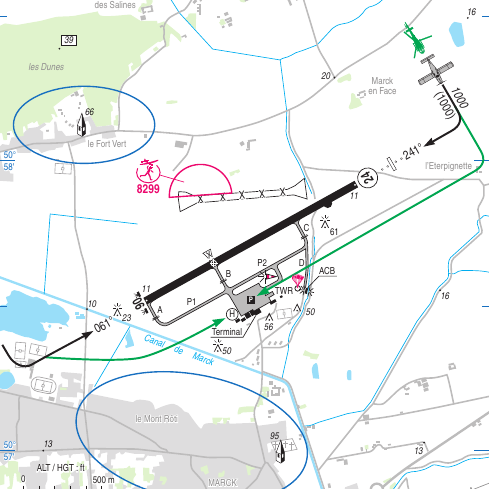 des Salines
16
39
les Dunes
20
Marck
en Face
66
1000
(1000)
le Fort Vert
241°
50°
58'
l'Eterpignette
8299
24
11
C
61
P2
D
ACB
B
TWR
11
06
P
A
P1
H
50
10
23
061°
56
Terminal
50
Canal de Marck
16
le Mont Rôti
95
50°
57'
13
13
ALT / HGT : ft
0
500 m
MARCK